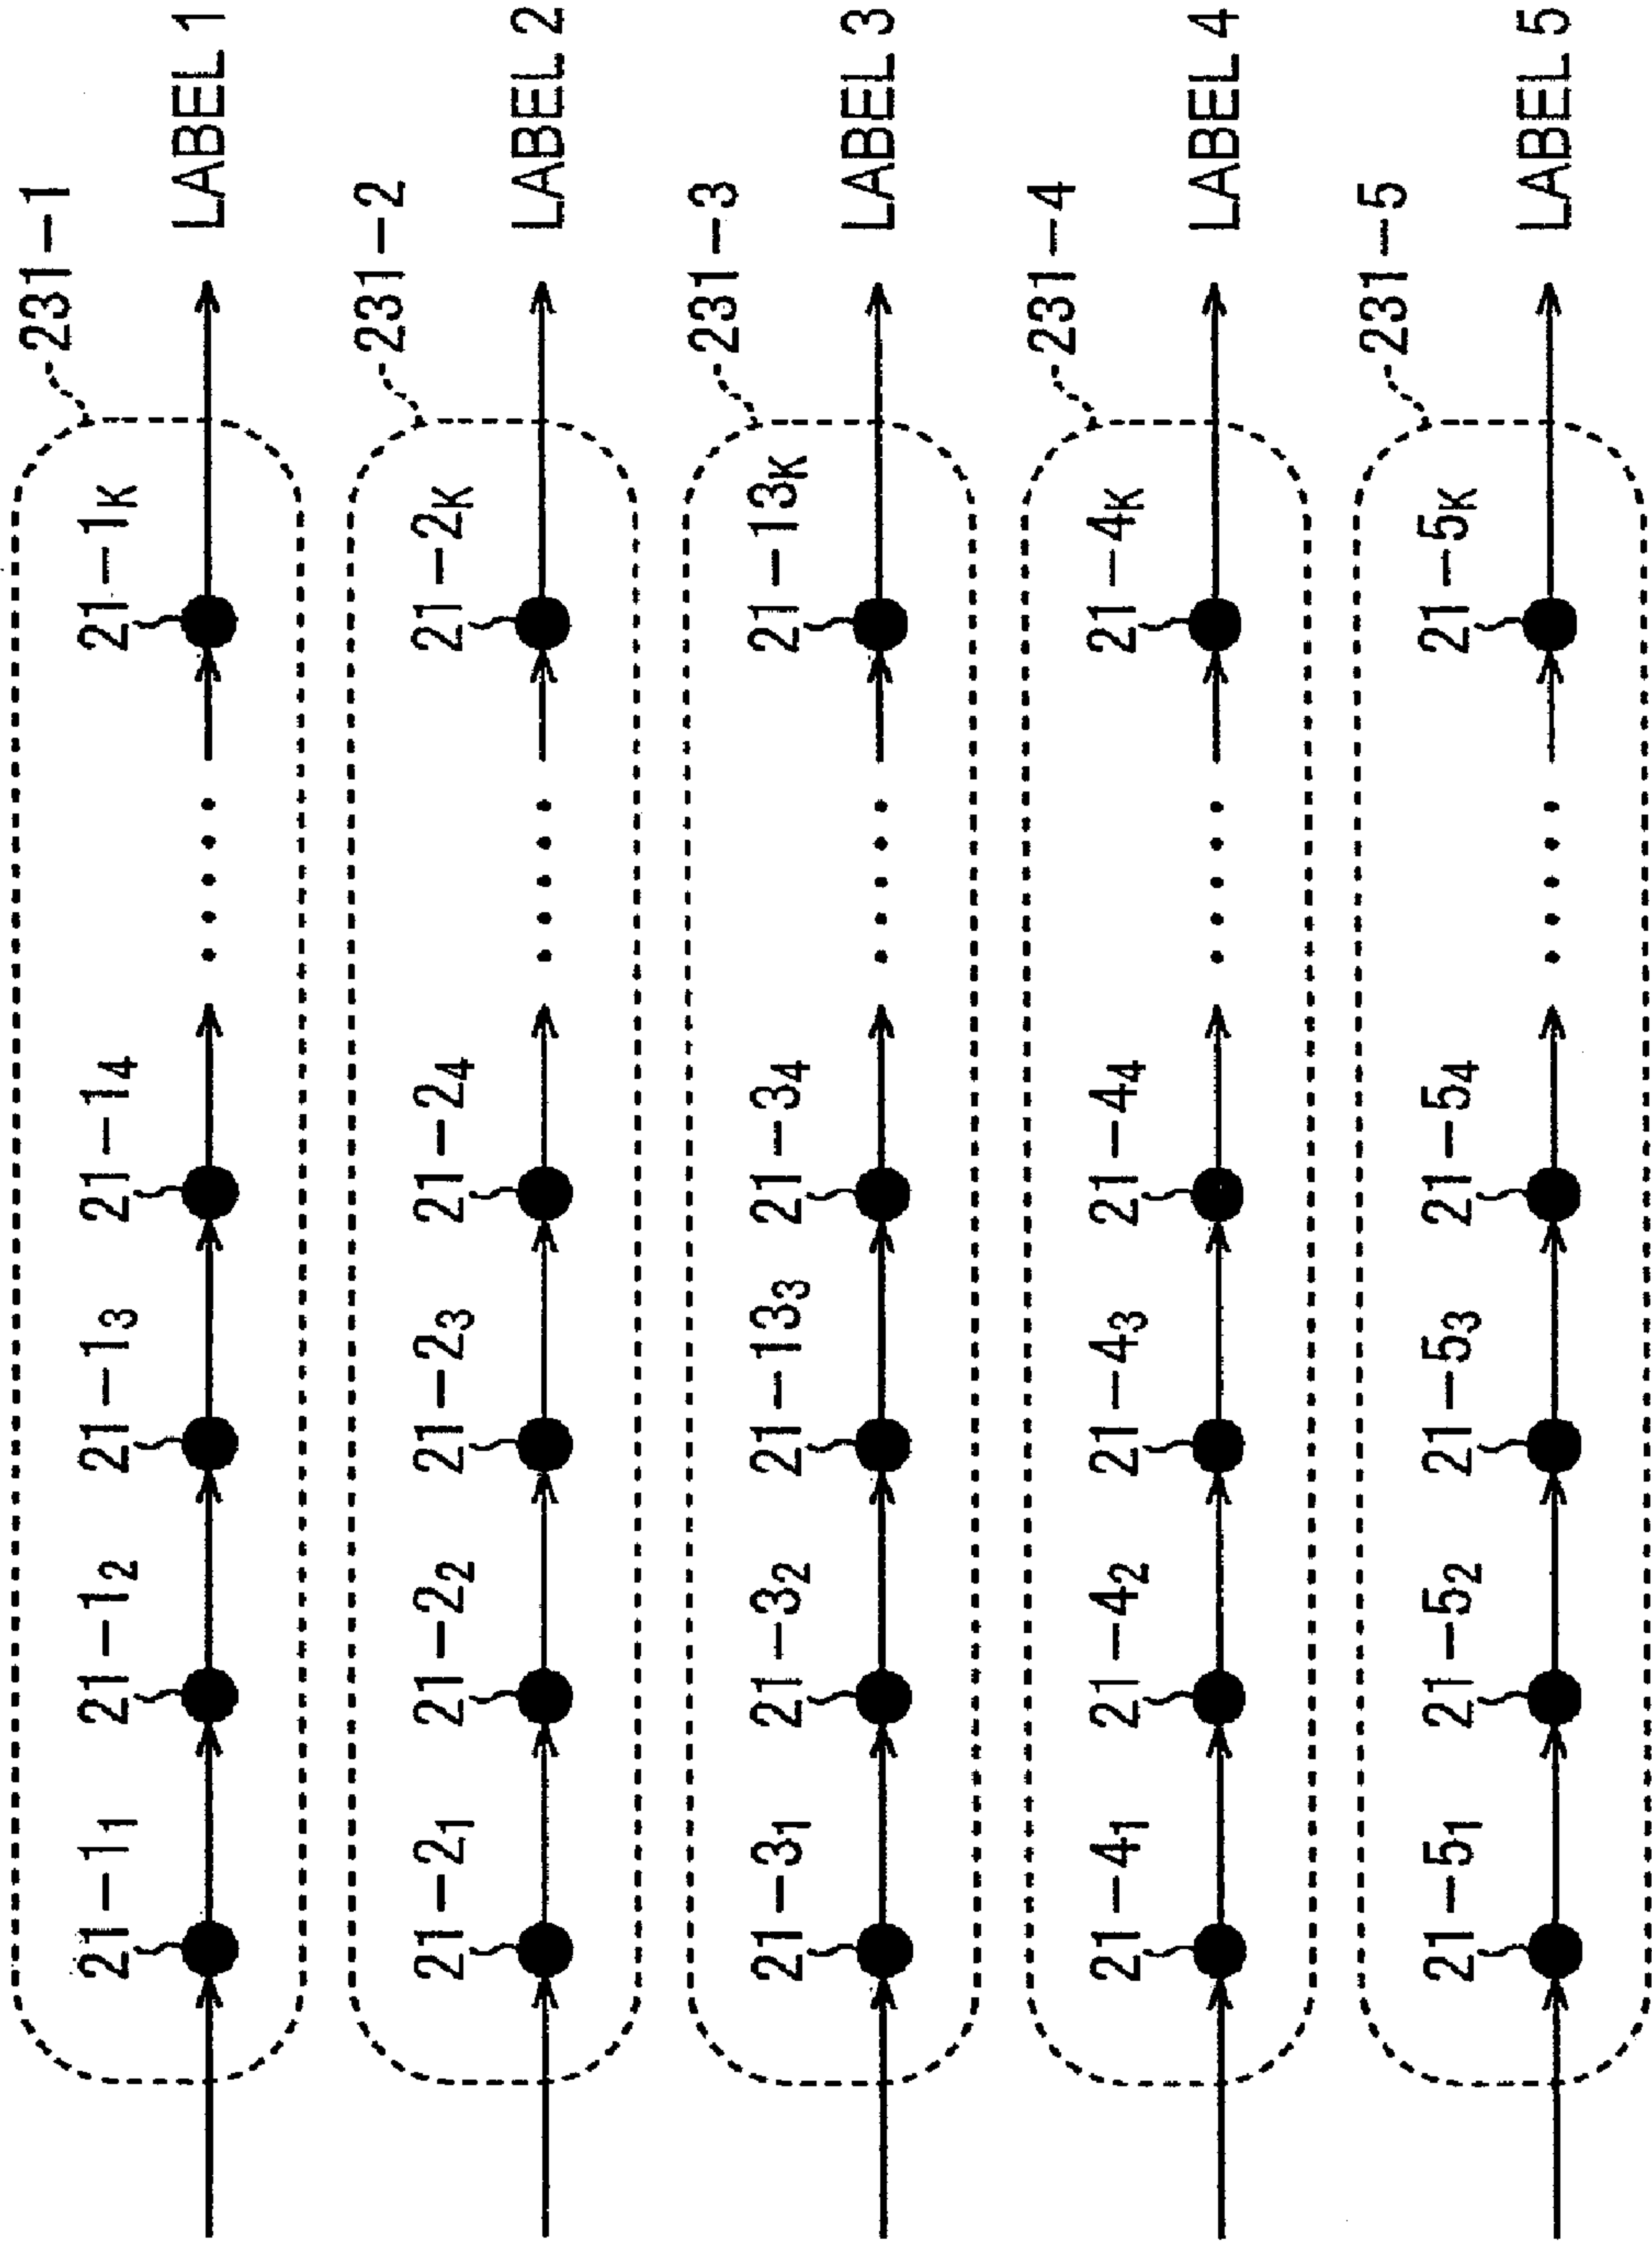 231-1
21-1₁ 21-1₂ 21-1₃ 21-1₄ 21-1K
LABEL 1
231-2
21-2₁ 21-2₂ 21-2₃ 21-2₄ 21-2K
LABEL 2
231-3
21-3₁ 21-3₂ 21-13₃ 21-3₄ 21-13K
LABEL 3
231-4
21-4₁ 21-4₂ 21-4₃ 21-4₄ 21-4K
LABEL 4
231-5
21-5₁ 21-5₂ 21-5₃ 21-5₄ 21-5K
LABEL 5